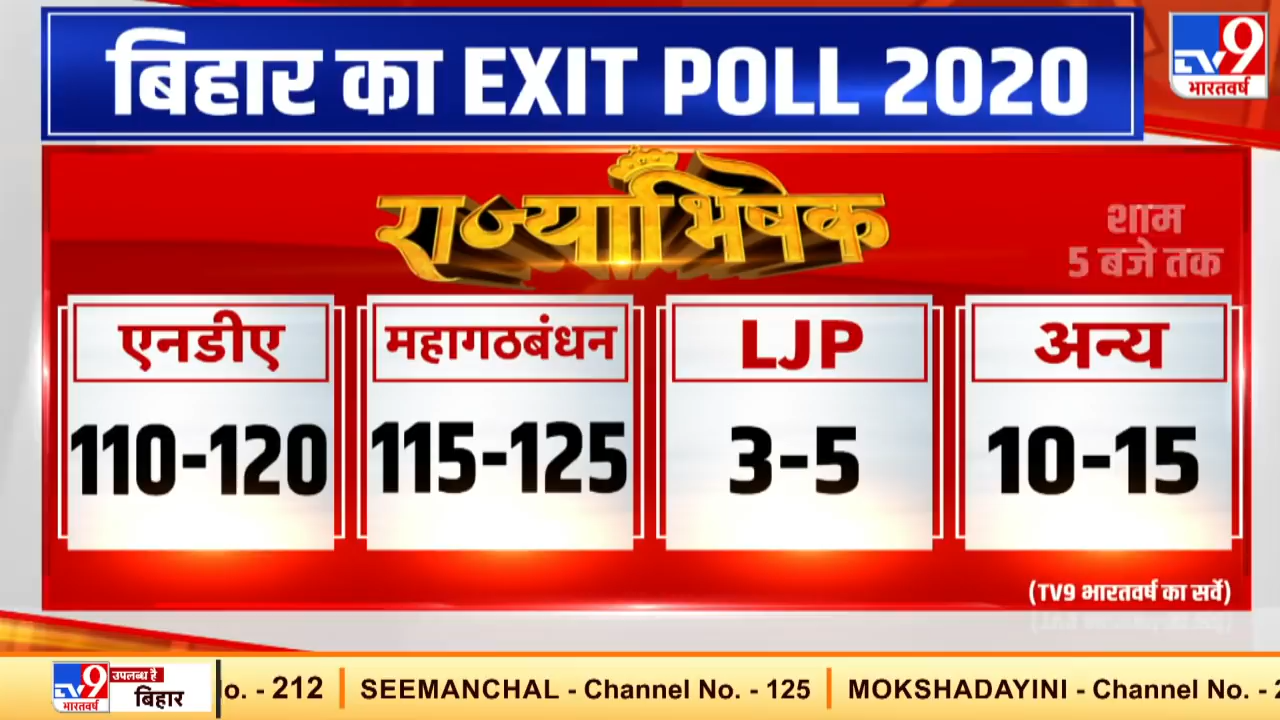 बिहार का EXIT POLL 2020
TV9
भारतवर्ष
राज्याभिषेक
शाम
5 बजे तक
एनडीए
महागठबंधन
LJP
अन्य
110-120
115-125
3-5
10-15
(TV9 भारतवर्ष का सर्वे)
TV9
भारतवर्ष
उपलब्ध है
बिहार
o. - 212 | SEEMANCHAL - Channel No. - 125 | MOKSHADAYINI - Channel No. - 2